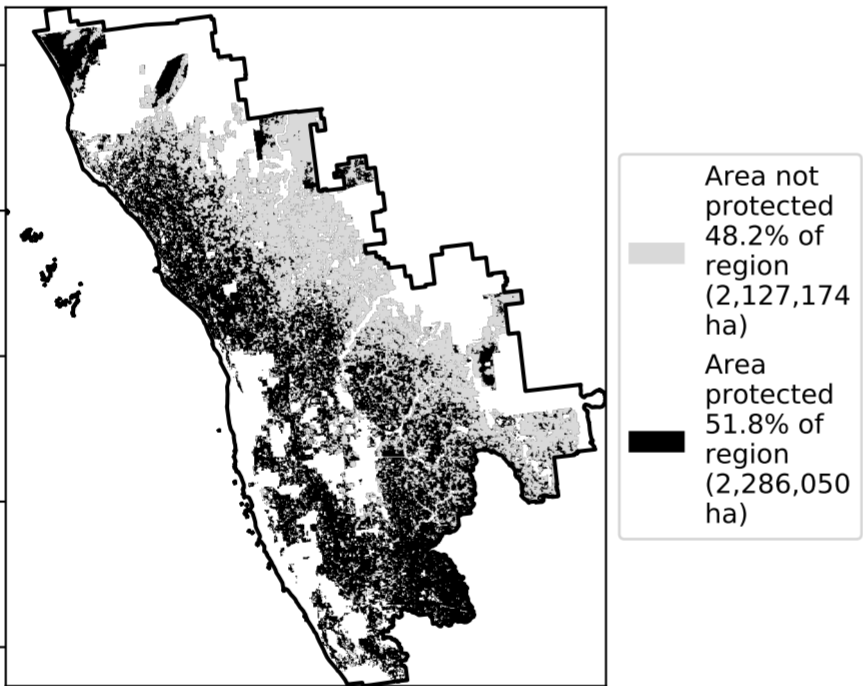 Area not
protected
48.2% of
region
(2,127,174
ha)
Area
protected
51.8% of
region
(2,286,050
ha)